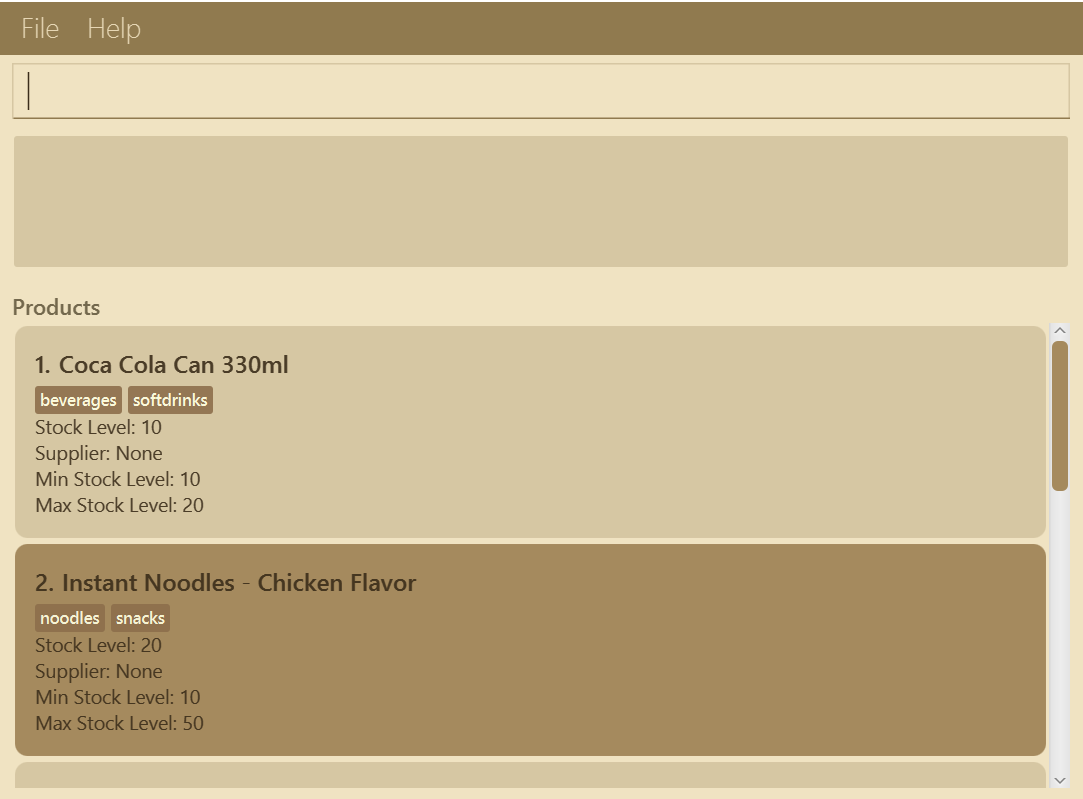 File Help
Products
1. Coca Cola Can 330ml
beverages softdrinks
Stock Level: 10
Supplier: None
Min Stock Level: 10
Max Stock Level: 20
2. Instant Noodles - Chicken Flavor
noodles snacks
Stock Level: 20
Supplier: None
Min Stock Level: 10
Max Stock Level: 50